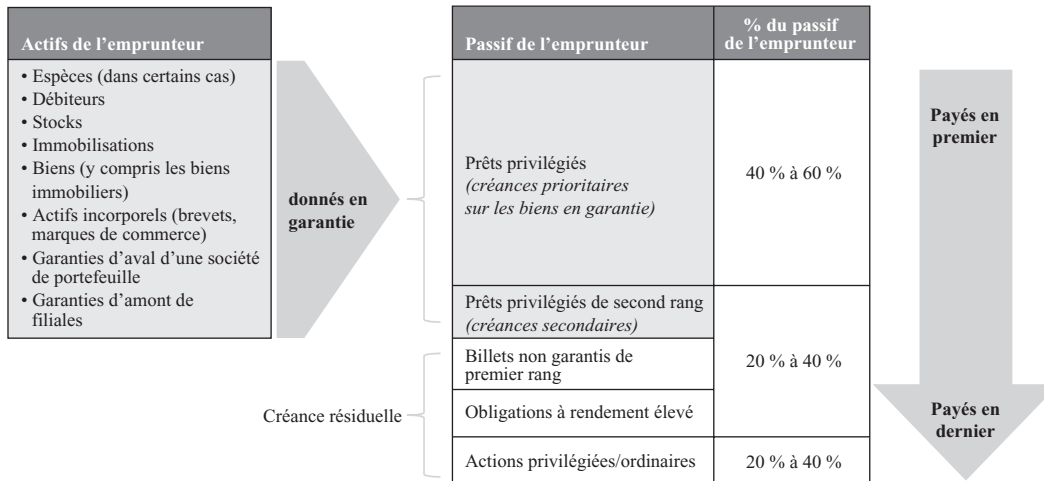 Actifs de l’emprunteur
• Espèces (dans certains cas)
• Débiteurs
• Stocks
• Immobilisations
• Biens (y compris les biens
immobiliers)
• Actifs incorporels (brevets,
marques de commerce)
• Garanties d’aval d’une société
de portefeuille
• Garanties d’amont de
filiales
donnés en
garantie
Créance résiduelle
Passif de l’emprunteur
% du passif
de l’emprunteur
Prêts privilégiés
(créances prioritaires
sur les biens en garantie)
40 % à 60 %
Prêts privilégiés de second rang
(créances secondaires)
Billets non garantis de
premier rang
20 % à 40 %
Obligations à rendement élevé
Actions privilégiées/ordinaires
20 % à 40 %
Payés en
premier
Payés en
dernier